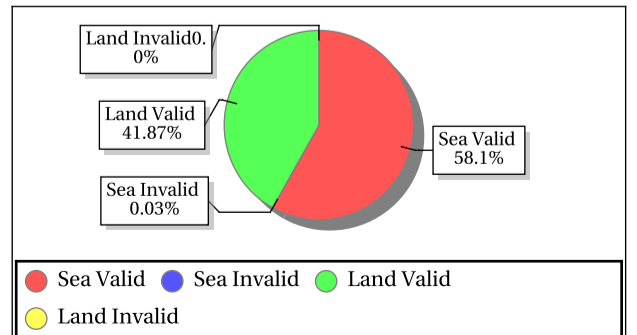 Land Invalid0.
0%
Land Valid
41.87%
Sea Valid
58.1%
Sea Invalid
0.03%
Sea Valid Sea Invalid Land Valid
Land Invalid